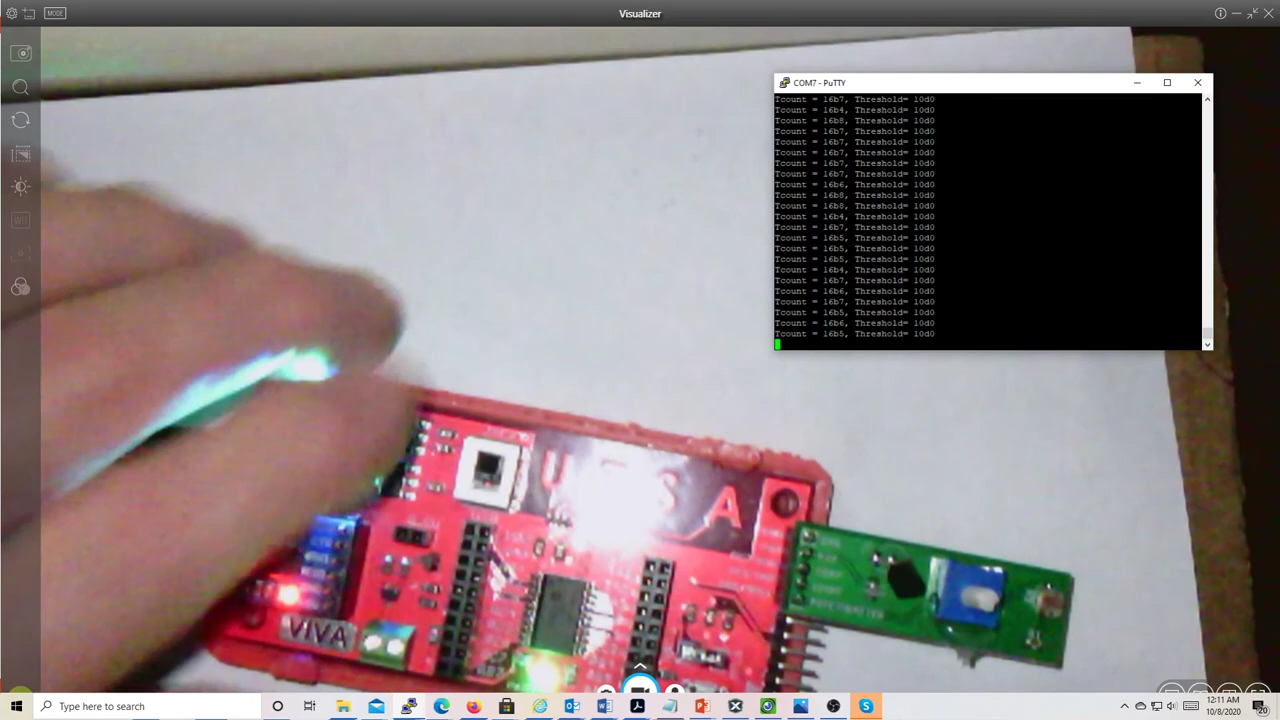 MODE
Visualizer
COM7 - PuTTY
Tcount = 16b7, Threshold= 10d0
Tcount = 16b4, Threshold= 10d0
Tcount = 16b8, Threshold= 10d0
Tcount = 16b7, Threshold= 10d0
Tcount = 16b7, Threshold= 10d0
Tcount = 16b7, Threshold= 10d0
Tcount = 16b7, Threshold= 10d0
Tcount = 16b7, Threshold= 10d0
Tcount = 16b6, Threshold= 10d0
Tcount = 16b8, Threshold= 10d0
Tcount = 16b8, Threshold= 10d0
Tcount = 16b4, Threshold= 10d0
Tcount = 16b7, Threshold= 10d0
Tcount = 16b5, Threshold= 10d0
Tcount = 16b5, Threshold= 10d0
Tcount = 16b5, Threshold= 10d0
Tcount = 16b4, Threshold= 10d0
Tcount = 16b7, Threshold= 10d0
Tcount = 16b6, Threshold= 10d0
Tcount = 16b7, Threshold= 10d0
Tcount = 16b5, Threshold= 10d0
Tcount = 16b6, Threshold= 10d0
Tcount = 16b5, Threshold= 10d0
U S A
VIVA
Type here to search
12:11 AM
10/8/2020
20